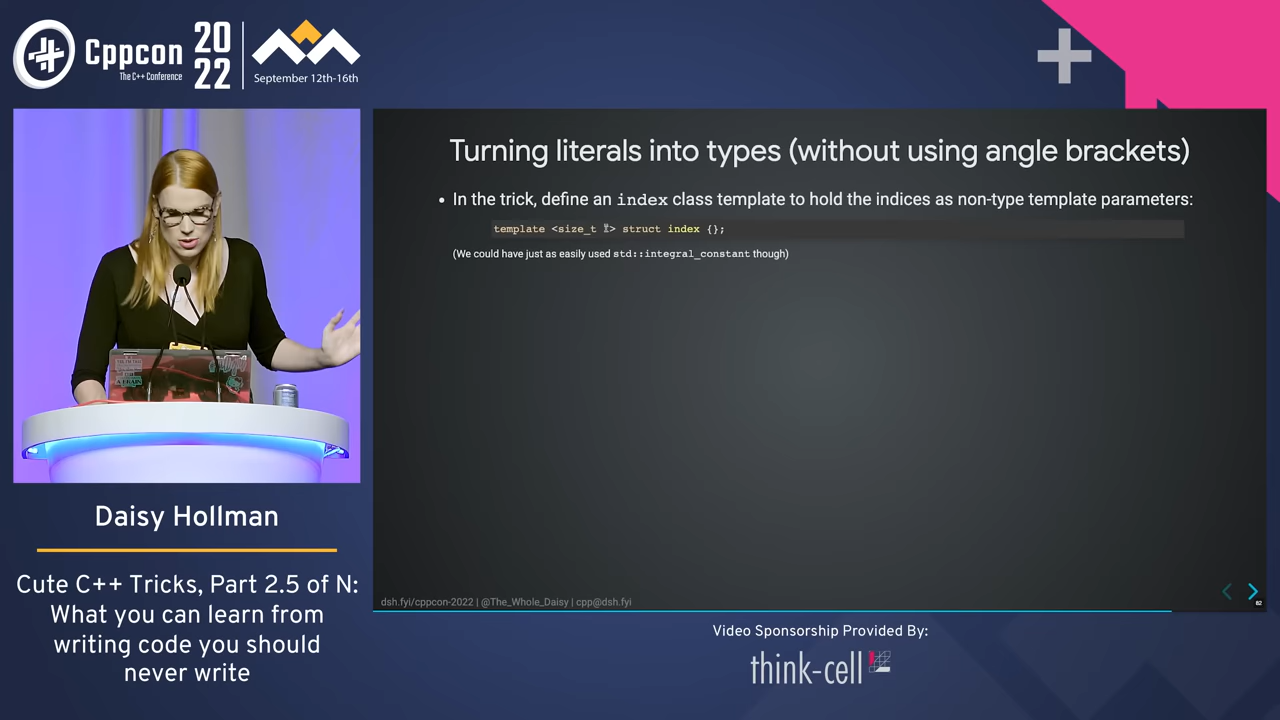 Cppcon
The C++ Conference
20
22
September 12th-16th
Turning literals into types (without using angle brackets)
• In the trick, define an index class template to hold the indices as non-type template parameters:
template <size_t > struct index {};
(We could have just as easily used std::integral_constant though)
Daisy Hollman
Cute C++ Tricks, Part 2.5 of N:
What you can learn from
writing code you should
never write
dsh.fyi/cppcon-2022 | @The_Whole_Daisy | cpp@dsh.fyi
82
Video Sponsorship Provided By:
think-cell